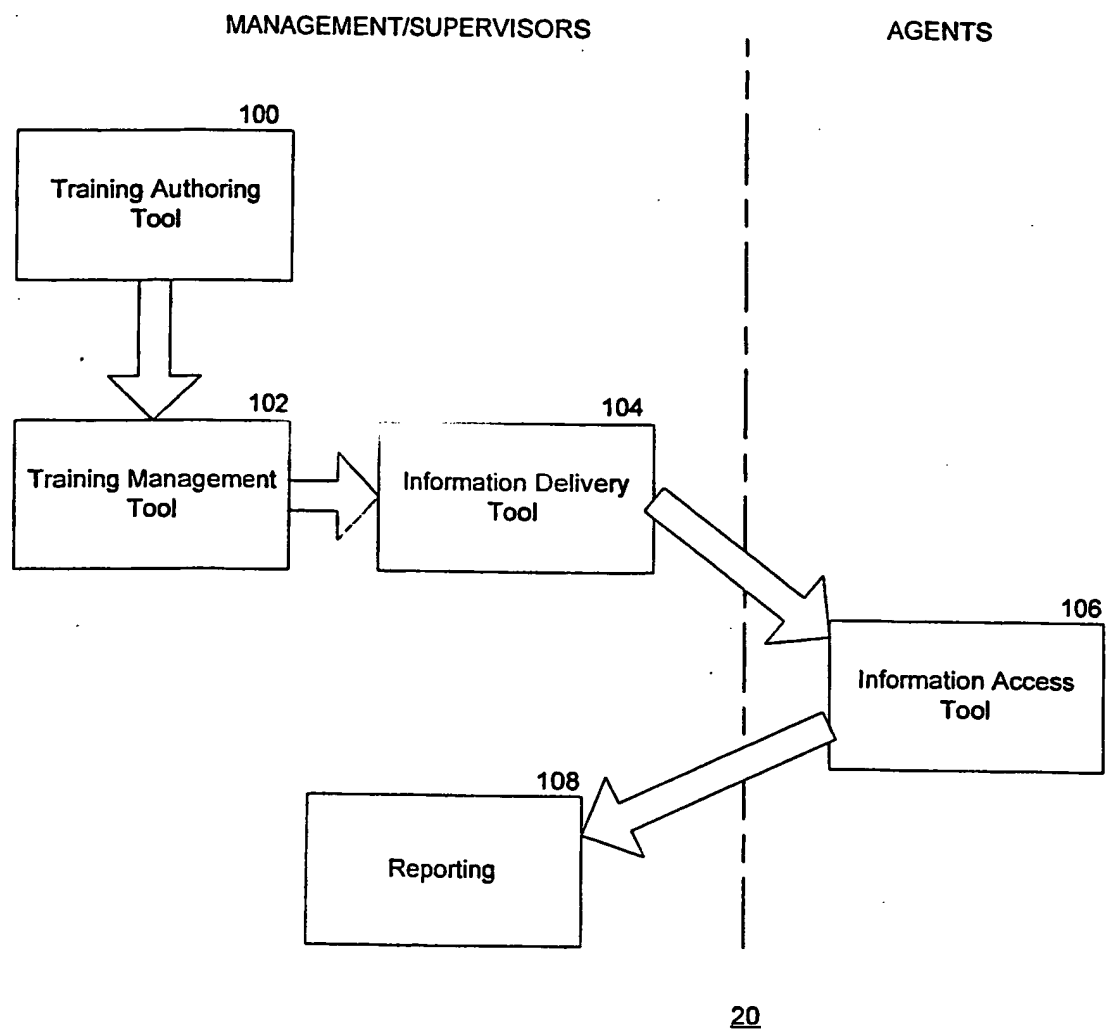 MANAGEMENT/SUPERVISORS
AGENTS
100
Training Authoring
Tool
102
Training Management
Tool
104
Information Delivery
Tool
106
Information Access
Tool
108
Reporting
20